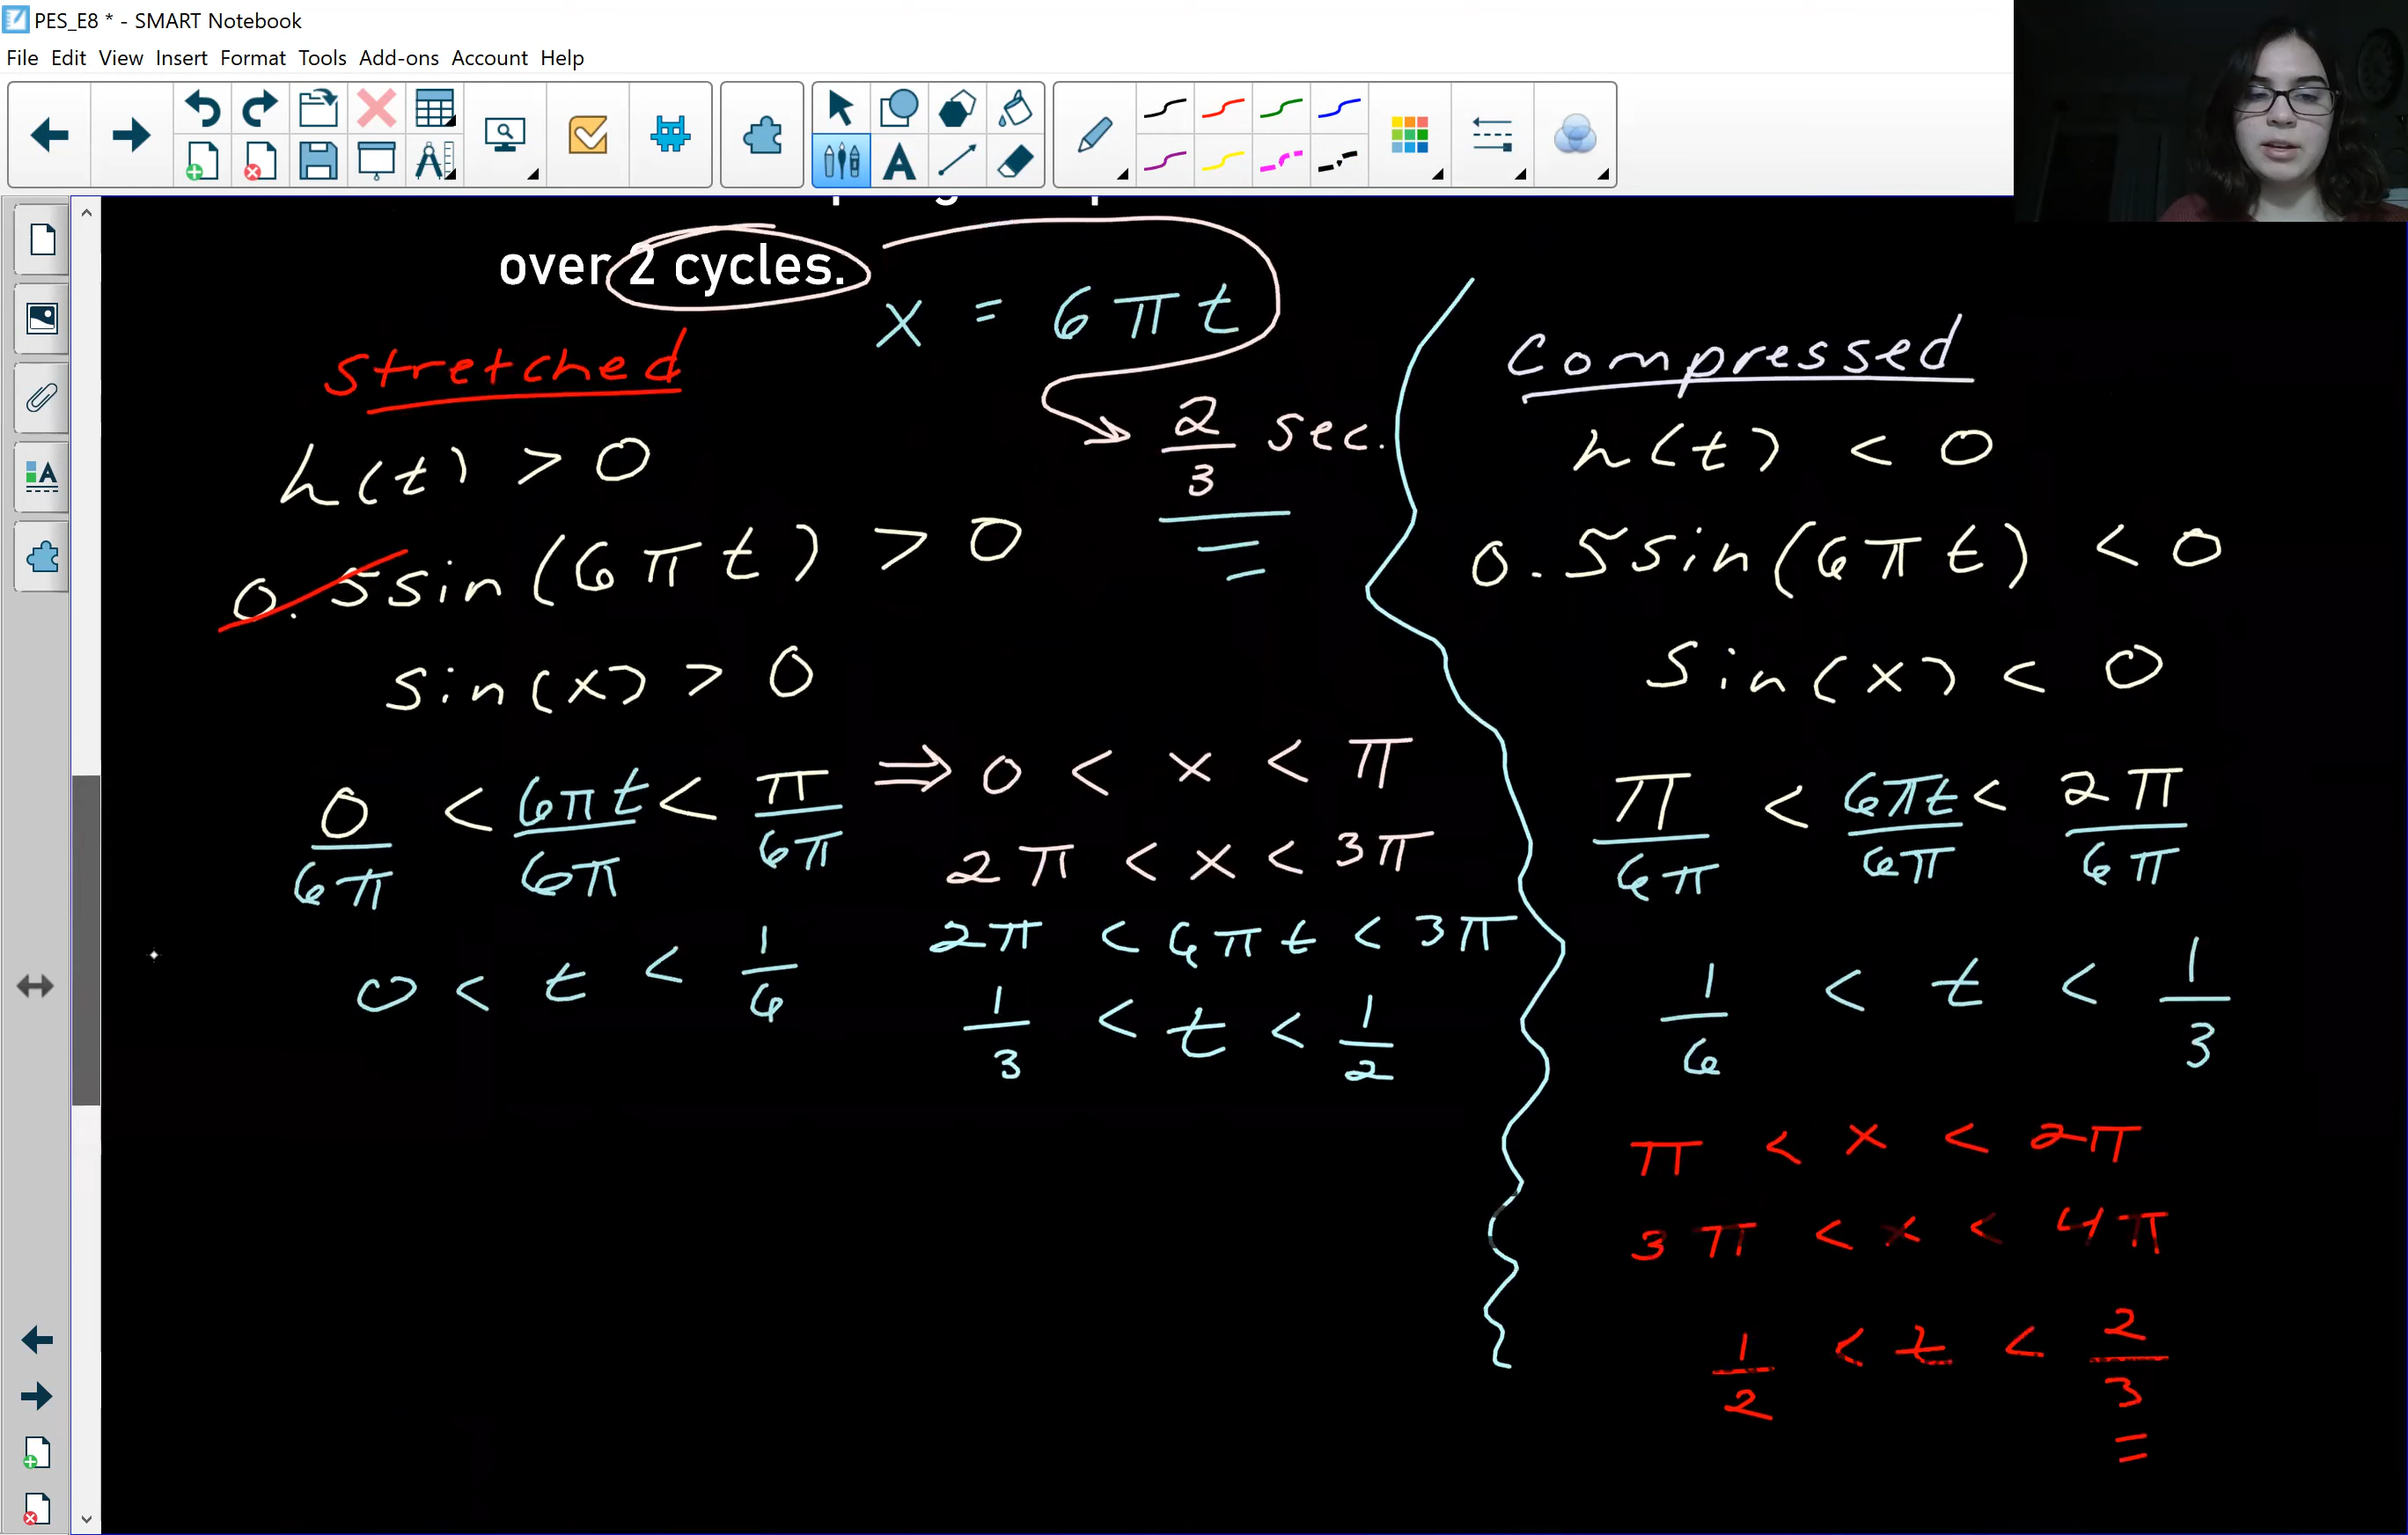 PES_E8 * - SMART Notebook
File Edit View Insert Format Tools Add-ons Account Help
over 2 cycles.
x = 6πt
2/3 sec.
stretched
h(t) > 0
0.5sin(6πt) > 0
sin(x) > 0
0/6π < 6πt/6π < π/6π
0 < t < 1/6
⇒ 0 < x < π
2π < x < 3π
2π < 6πt < 3π
1/3 < t < 1/2
compressed
h(t) < 0
0.5sin(6πt) < 0
sin(x) < 0
π/6π < 6πt/6π < 2π/6π
1/6 < t < 1/3
π < x < 2π
3π < x < 4π
1/2 < t < 2/3